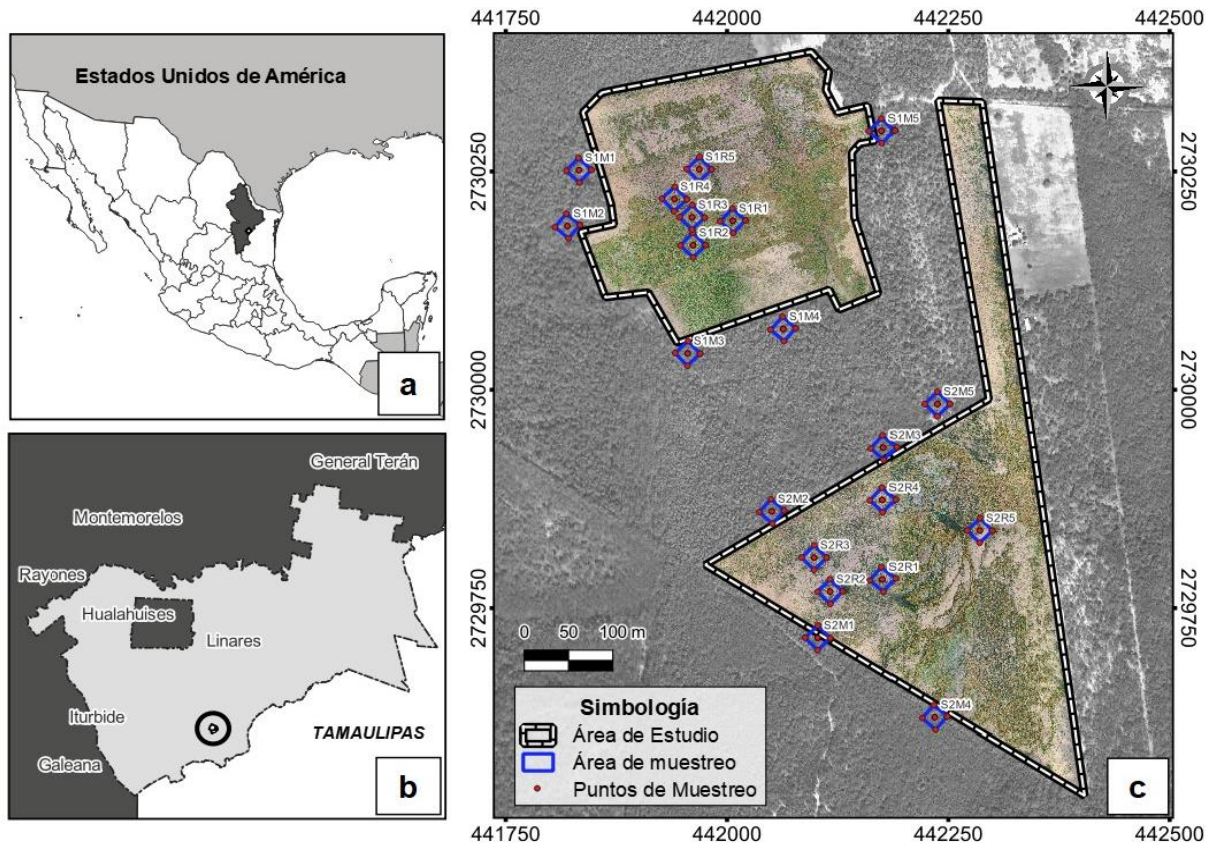 Estados Unidos de América
a
General Terán
Montemorelos
Rayones
Hualahuises
Linares
Iturbide
TAMAULIPAS
Galeana
b
441750
442000
442250
442500
2730250
2730000
2729750
2730250
2730000
2729750
S1M5
S1M1
S1R5
S1R4
S1M2
S1R3
S1R1
S1R2
S1M4
S1M3
S2M5
S2M3
S2M2
S2R4
S2R5
S2R3
S2R1
S2R2
S2M1
S2M4
0 50 100 m
Simbología
Área de Estudio
Área de muestreo
Puntos de Muestreo
c
441750
442000
442250
442500